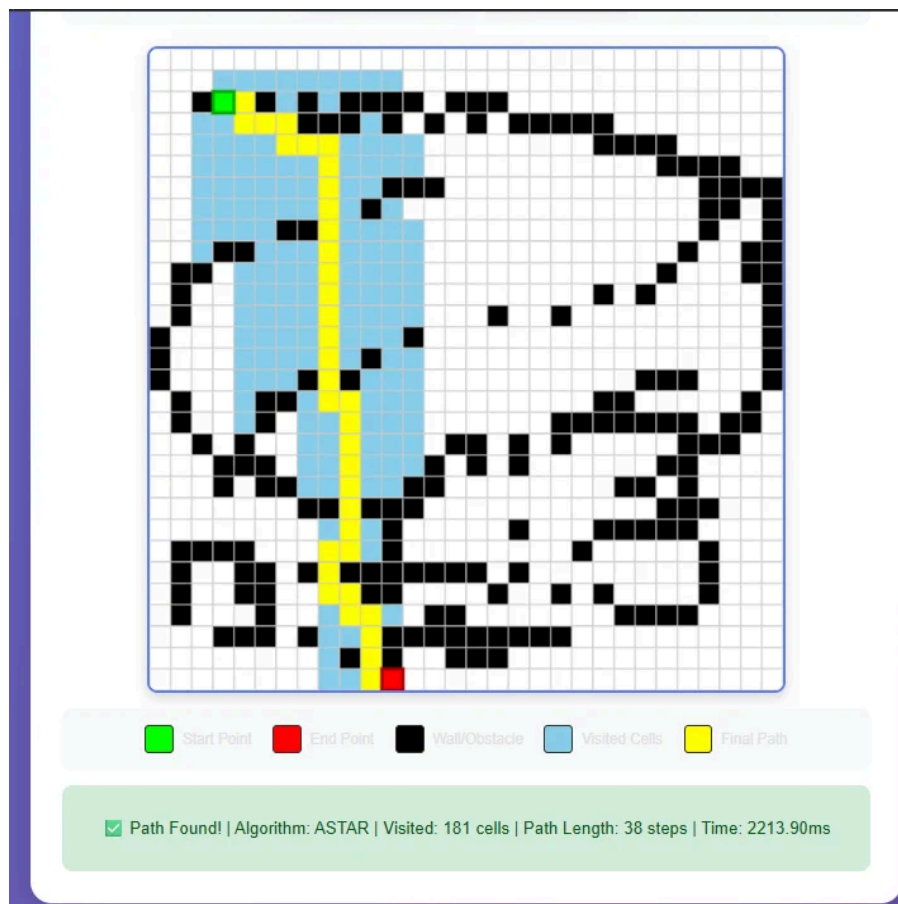 Start Point End Point Wall/Obstacle Visited Cells Final Path
✅ Path Found! | Algorithm: ASTAR | Visited: 181 cells | Path Length: 38 steps | Time: 2213.90ms